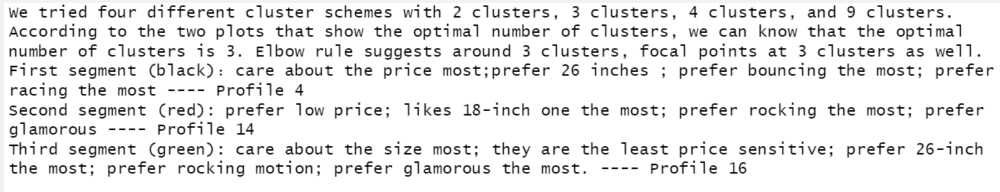 We tried four different cluster schemes with 2 clusters, 3 clusters, 4 clusters, and 9 clusters.
According to the two plots that show the optimal number of clusters, we can know that the optimal
number of clusters is 3. Elbow rule suggests around 3 clusters, focal points at 3 clusters as well.
First segment (black): care about the price most;prefer 26 inches ; prefer bouncing the most; prefer
racing the most ---- Profile 4
Second segment (red): prefer low price; likes 18-inch one the most; prefer rocking the most; prefer
glamorous ---- Profile 14
Third segment (green): care about the size most; they are the least price sensitive; prefer 26-inch
the most; prefer rocking motion; prefer glamorous the most. ---- Profile 16